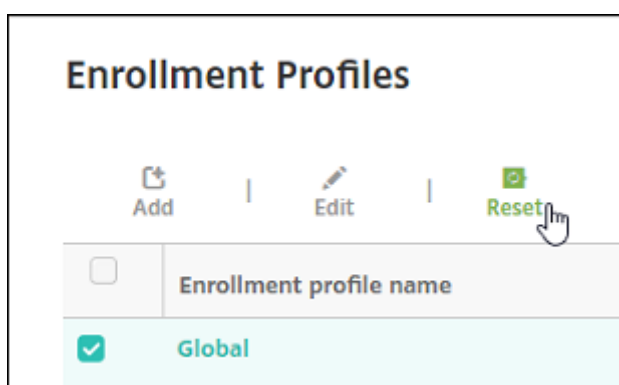 Enrollment Profiles
Add | Edit | Reset
Enrollment profile name
Global